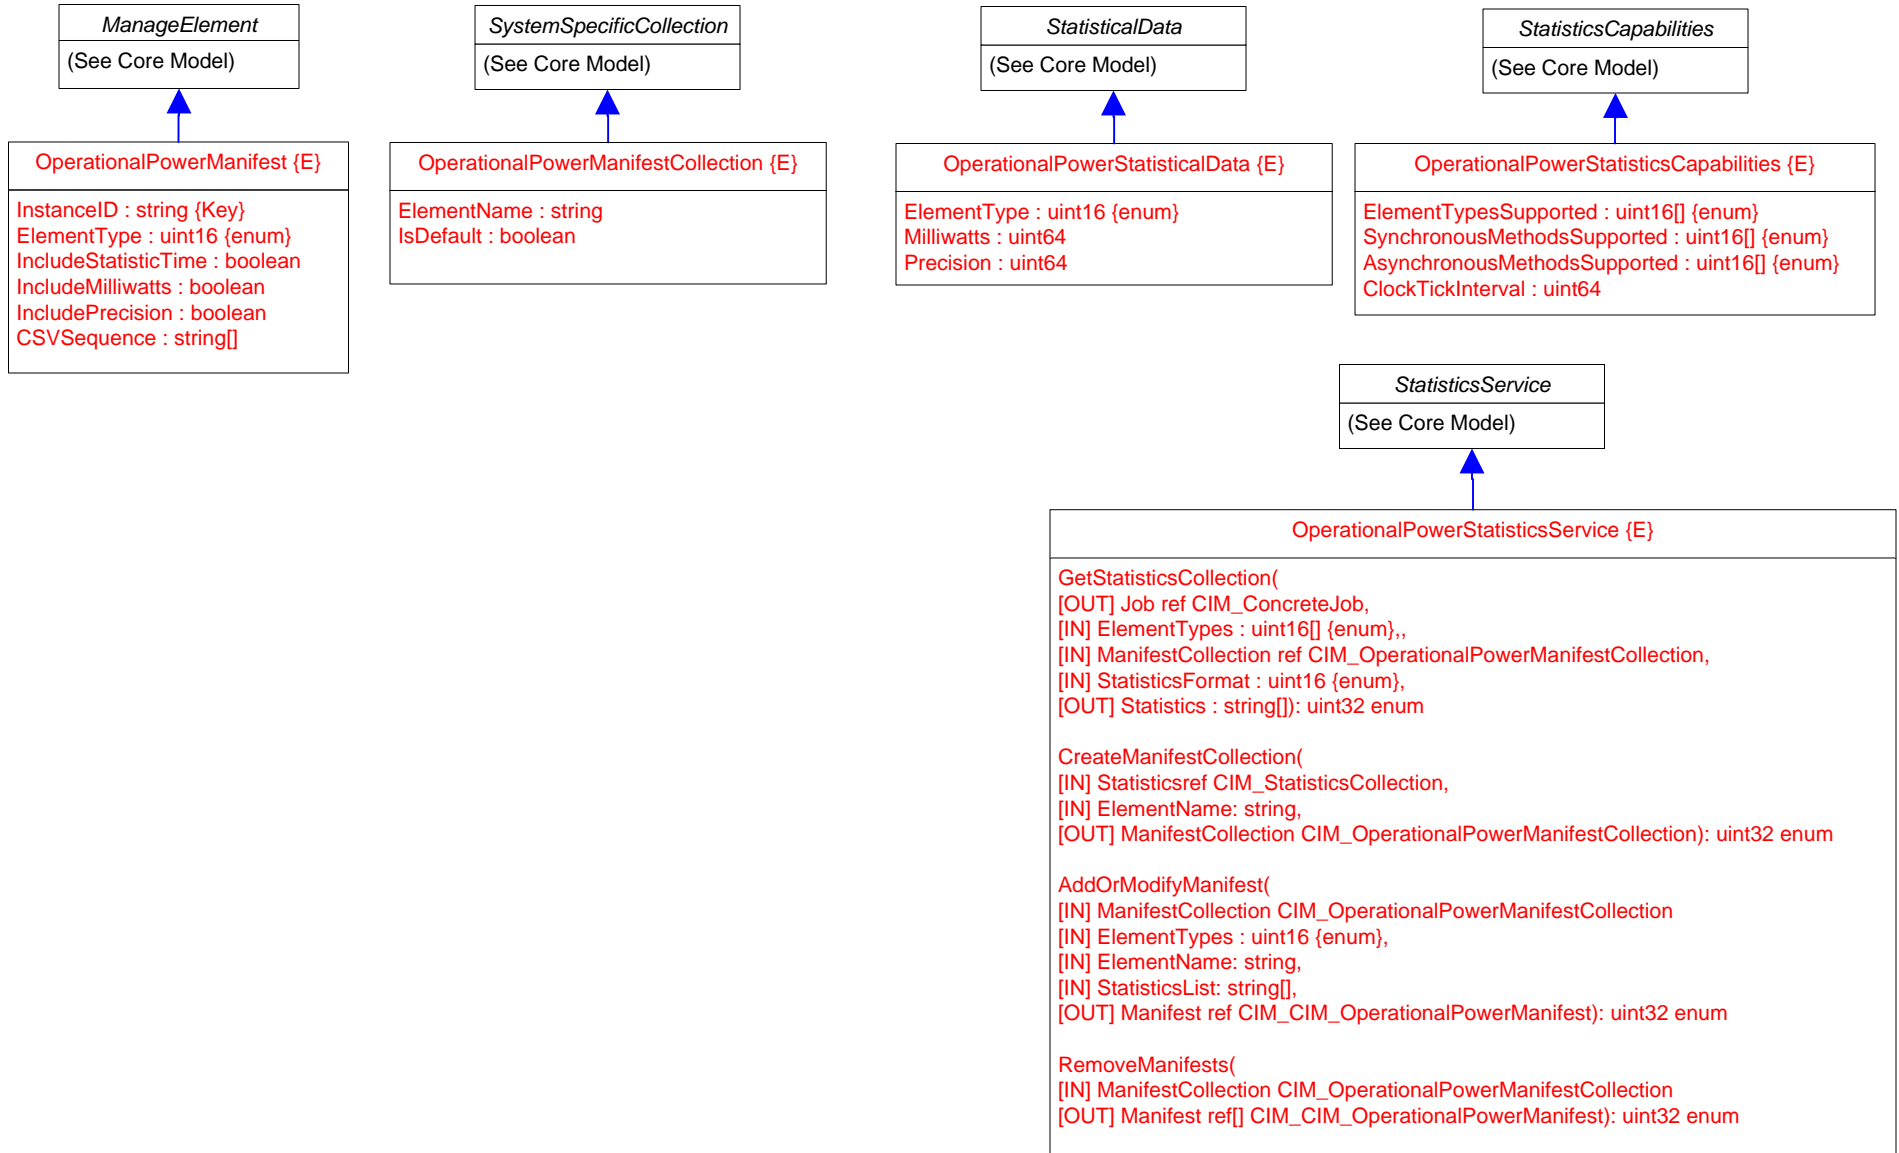 ManageElement
(See Core Model)
OperationalPowerManifest {E}
InstanceID : string {Key}
ElementType : uint16 {enum}
IncludeStatisticTime : boolean
IncludeMilliwatts : boolean
IncludePrecision : boolean
CSVSequence : string[]
SystemSpecificCollection
(See Core Model)
OperationalPowerManifestCollection {E}
ElementName : string
IsDefault : boolean
StatisticalData
(See Core Model)
OperationalPowerStatisticalData {E}
ElementType : uint16 {enum}
Milliwatts : uint64
Precision : uint64
StatisticsCapabilities
(See Core Model)
OperationalPowerStatisticsCapabilities {E}
ElementTypesSupported : uint16[] {enum}
SynchronousMethodsSupported : uint16[] {enum}
AsynchronousMethodsSupported : uint16[] {enum}
ClockTickInterval : uint64
StatisticsService
(See Core Model)
OperationalPowerStatisticsService {E}
GetStatisticsCollection(
[OUT] Job ref CIM_ConcreteJob,
[IN] ElementTypes : uint16[] {enum},,
[IN] ManifestCollection ref CIM_OperationalPowerManifestCollection,
[IN] StatisticsFormat : uint16 {enum},
[OUT] Statistics : string[]): uint32 enum
CreateManifestCollection(
[IN] Statisticsref CIM_StatisticsCollection,
[IN] ElementName: string,
[OUT] ManifestCollection CIM_OperationalPowerManifestCollection): uint32 enum
AddOrModifyManifest(
[IN] ManifestCollection CIM_OperationalPowerManifestCollection
[IN] ElementTypes : uint16 {enum},
[IN] ElementName: string,
[IN] StatisticsList: string[],
[OUT] Manifest ref CIM_CIM_OperationalPowerManifest): uint32 enum
RemoveManifests(
[IN] ManifestCollection CIM_OperationalPowerManifestCollection
[OUT] Manifest ref[] CIM_CIM_OperationalPowerManifest): uint32 enum